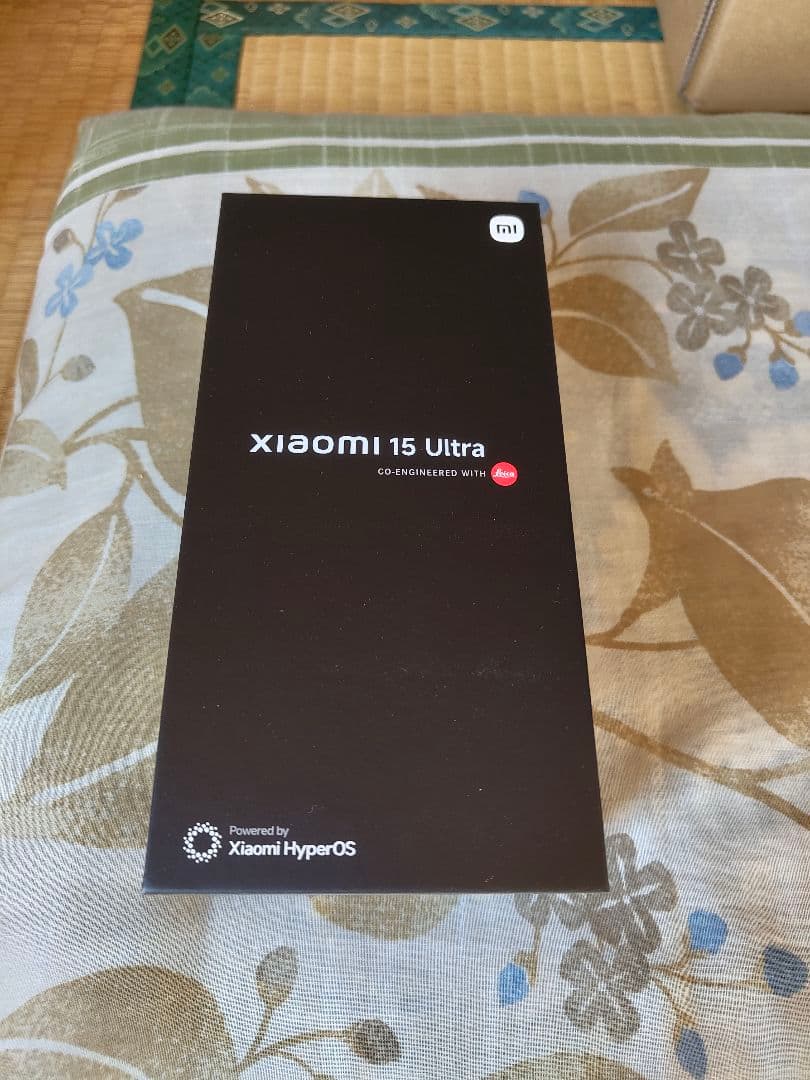 mi
xiaomi 15 Ultra
CO-ENGINEERED WITH Leica
Powered by
Xiaomi HyperOS